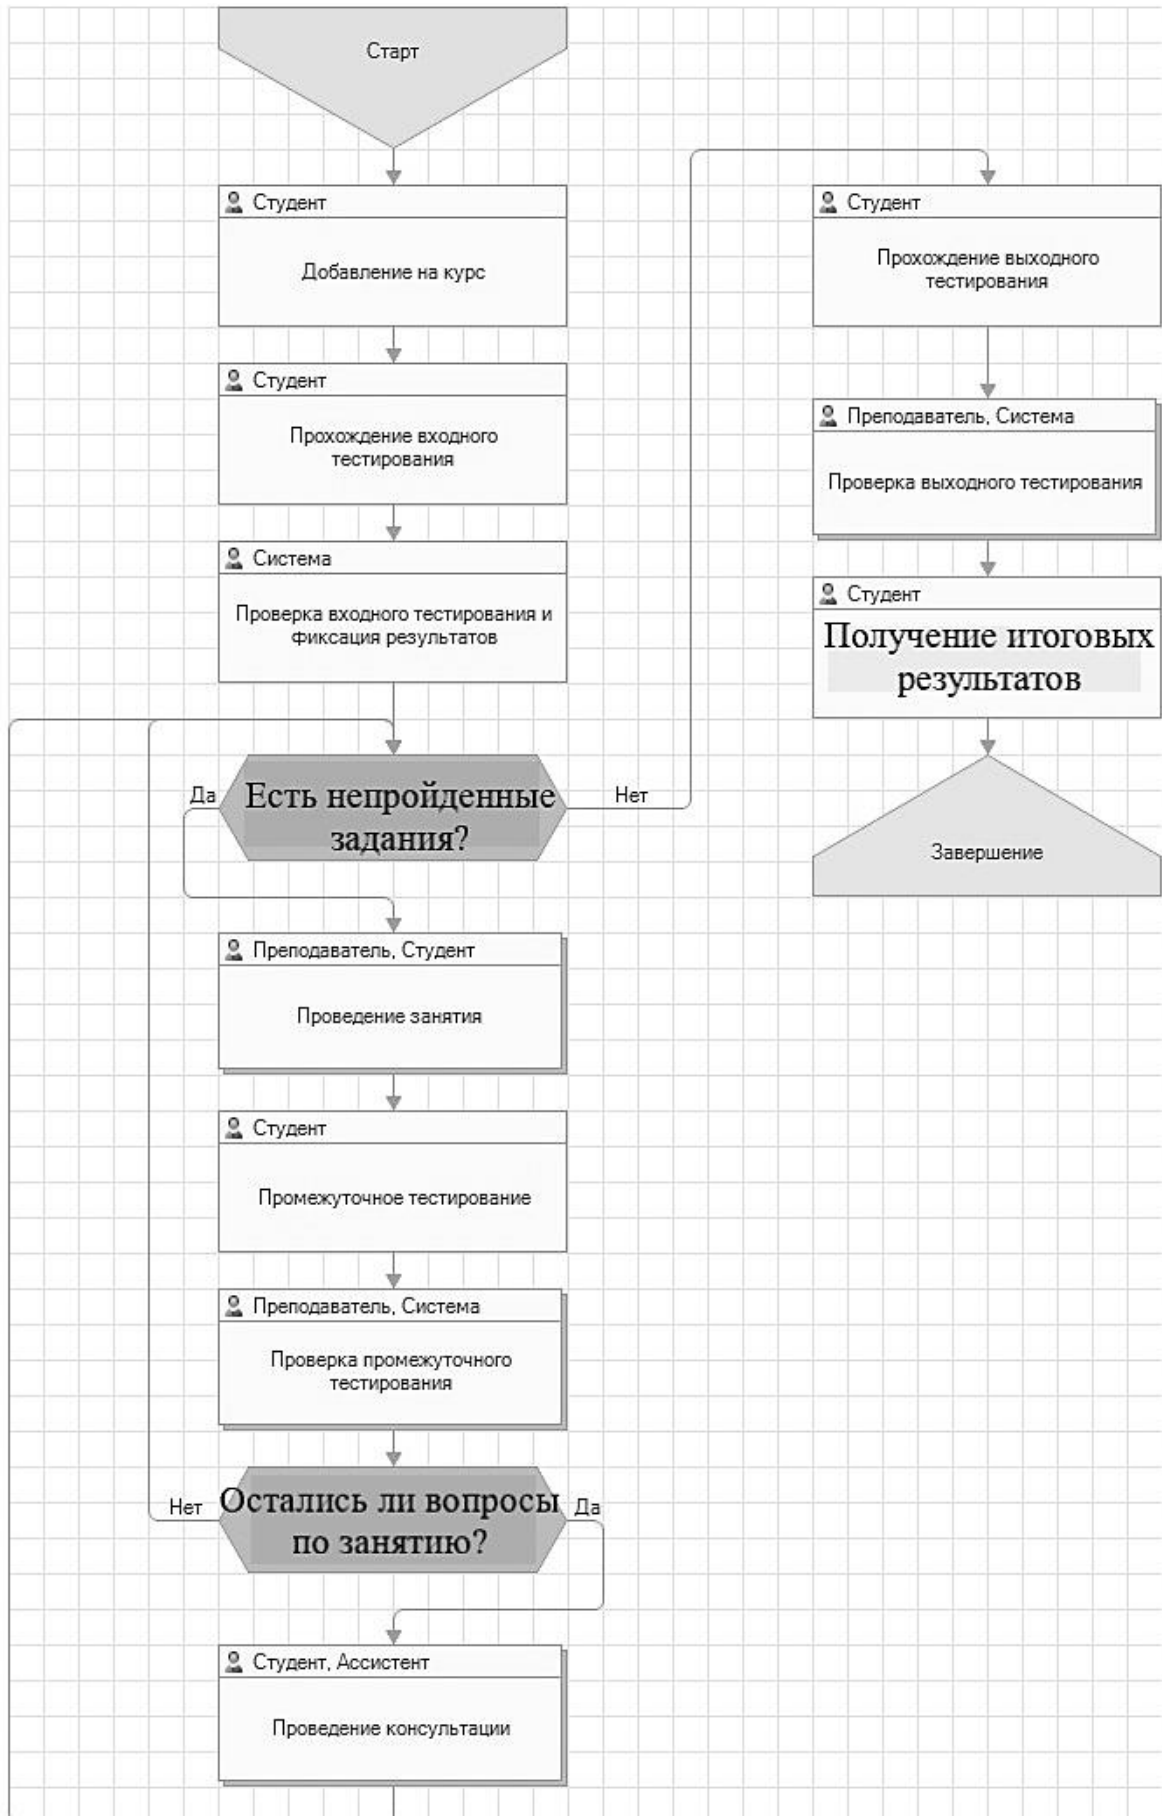 Старт
Студент
Добавление на курс
Студент
Прохождение входного
тестирования
Система
Проверка входного тестирования и
фиксация результатов
Есть непройденные
задания?
Да
Нет
Преподаватель, Студент
Проведение занятия
Студент
Промежуточное тестирование
Преподаватель, Система
Проверка промежуточного
тестирования
Остались ли вопросы
по занятию?
Нет
Да
Студент, Ассистент
Проведение консультации
Студент
Прохождение выходного
тестирования
Преподаватель, Система
Проверка выходного тестирования
Студент
Получение итоговых
результатов
Завершение